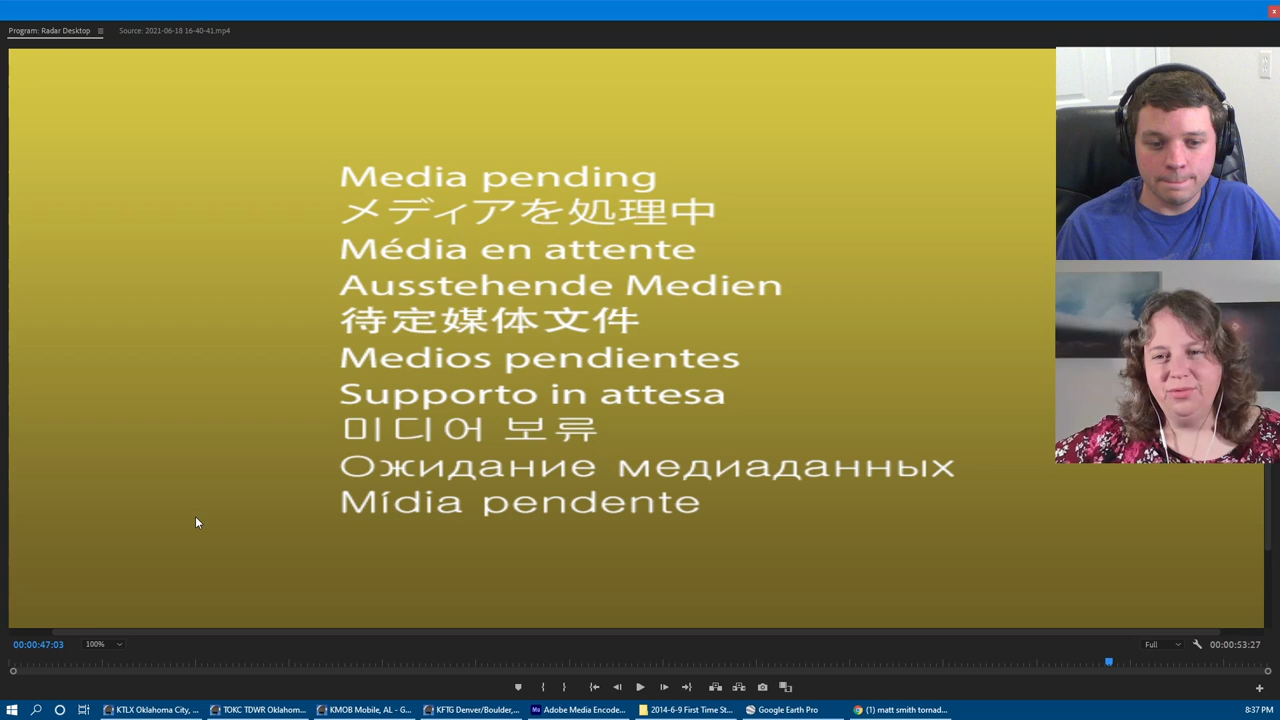 Program: Radar Desktop
Source: 2021-06-18 16-40-41.mp4
Media pending
メディアを処理中
Média en attente
Ausstehende Medien
待定媒体文件
Medios pendientes
Supporto in attesa
미디어 보류
Ожидание медиаданных
Mídia pendente
00:00:47:03
100%
Full
00:00:53:27
KTLX Oklahoma City, ...
TOKC TDWR Oklahom...
KMOB Mobile, AL - G...
KFTG Denver/Boulder,...
Adobe Media Encode...
2014-6-9 First Time St...
Google Earth Pro
(1) matt smith tornad...
8:37 PM